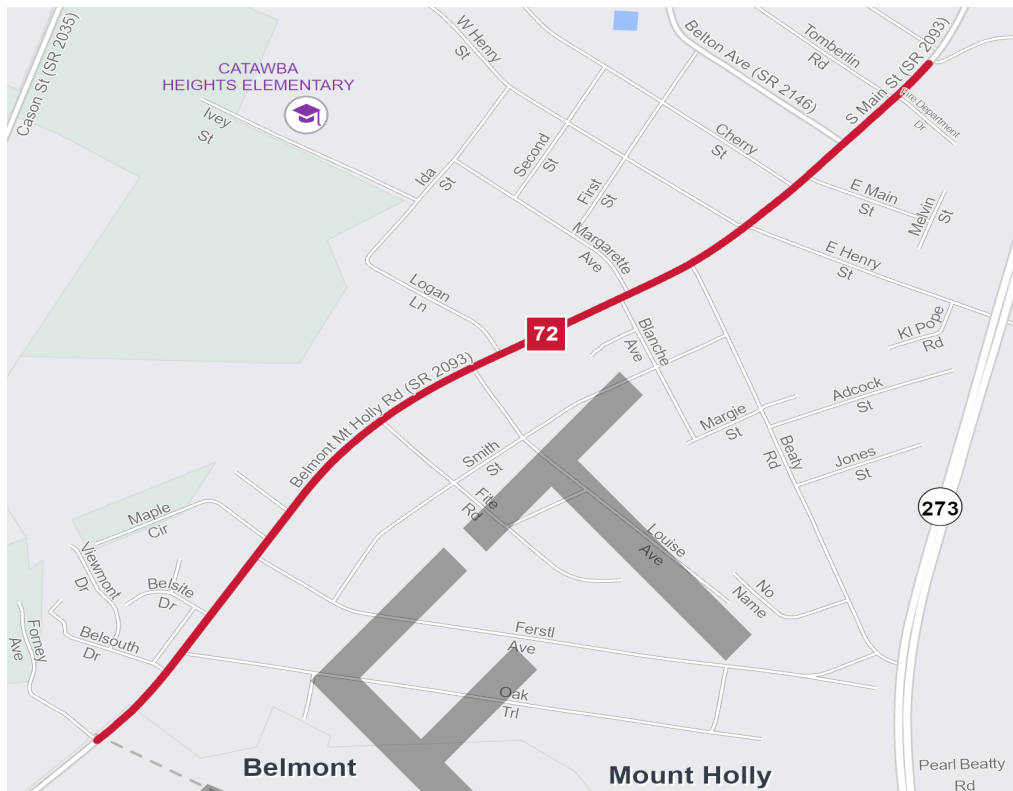 Cason St (SR 2035)
CATAWBA
HEIGHTS ELEMENTARY
Ivey
St
W Henry
St
Belton Ave (SR 2146)
Tomberlin
Rd
S Main St (SR 2093)
Fire Department
Dr
Ida
St
Second
St
First
St
Cherry
St
E Main
St
Melvin
St
Margarette
Ave
E Henry
St
Logan
Ln
72
Blanche
Ave
KI Pope
Rd
Belmont Mt Holly Rd (SR 2093)
Adcock
St
Margie
St
Beaty
Rd
Jones
St
Smith
St
Fite
Rd
273
Maple
Cir
Louise
Ave
Viewmont
Dr
Belsite
Dr
No
Name
Forney
Ave
Belsouth
Dr
Ferstl
Ave
Oak
Trl
Belmont
Mount Holly
Pearl Beatty
Rd